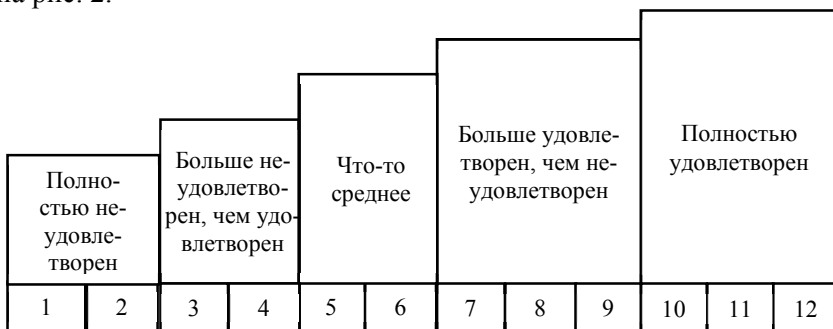 на рис. 2.
Полно-
стью не-
удовле-
творен
Больше не-
удовлетво-
рен, чем удо-
влетворен
Что-то
среднее
Больше удовле-
творен, чем не-
удовлетворен
Полностью
удовлетворен
1 2 3 4 5 6 7 8 9 10 11 12